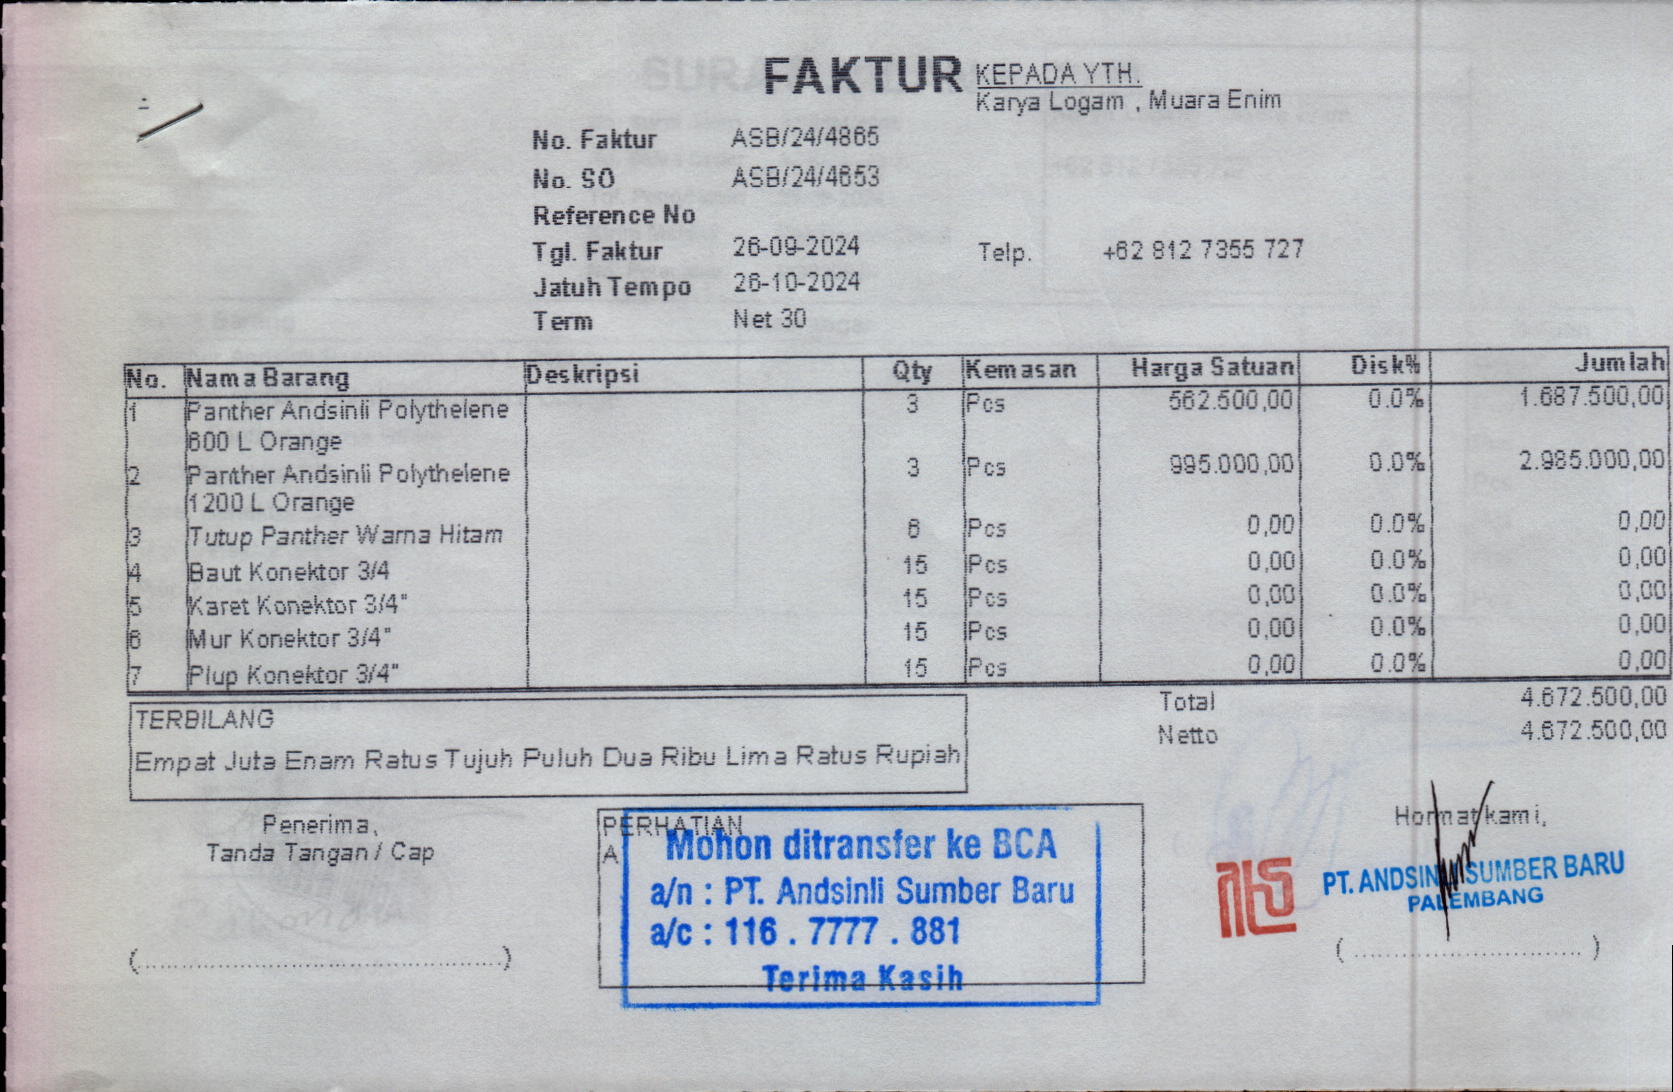 FAKTUR
KEPADA YTH.
Karya Logam , Muara Enim
No. Faktur ASB/24/4865
No. SO ASB/24/4653
Reference No
Tgl. Faktur 26-09-2024 Telp. +62 812 7355 727
Jatuh Tempo 26-10-2024
Term Net 30
No. Nama Barang Deskripsi Qty Kemasan Harga Satuan Disk% Jumlah
1 Panther Andsinli Polythelene 3 Pcs 562.500,00 0.0% 1.687.500,00
600 L Orange
2 Panther Andsinli Polythelene 3 Pcs 995.000,00 0.0% 2.985.000,00
1200 L Orange
3 Tutup Panther Warna Hitam 6 Pcs 0,00 0.0% 0,00
4 Baut Konektor 3/4 15 Pcs 0,00 0.0% 0,00
5 Karet Konektor 3/4" 15 Pcs 0,00 0.0% 0,00
6 Mur Konektor 3/4" 15 Pcs 0,00 0.0% 0,00
7 Plup Konektor 3/4" 15 Pcs 0,00 0.0% 0,00
Total 4.672.500,00
Netto 4.672.500,00
TERBILANG
Empat Juta Enam Ratus Tujuh Puluh Dua Ribu Lima Ratus Rupiah
Penerima,
Tanda Tangan / Cap
(....................................................)
PERHATIAN
A
Mohon ditransfer ke BCA
a/n : PT. Andsinli Sumber Baru
a/c : 116 . 7777 . 881
Terima Kasih
Hormat kami,
PT. ANDSINLI SUMBER BARU
PALEMBANG
(................................)